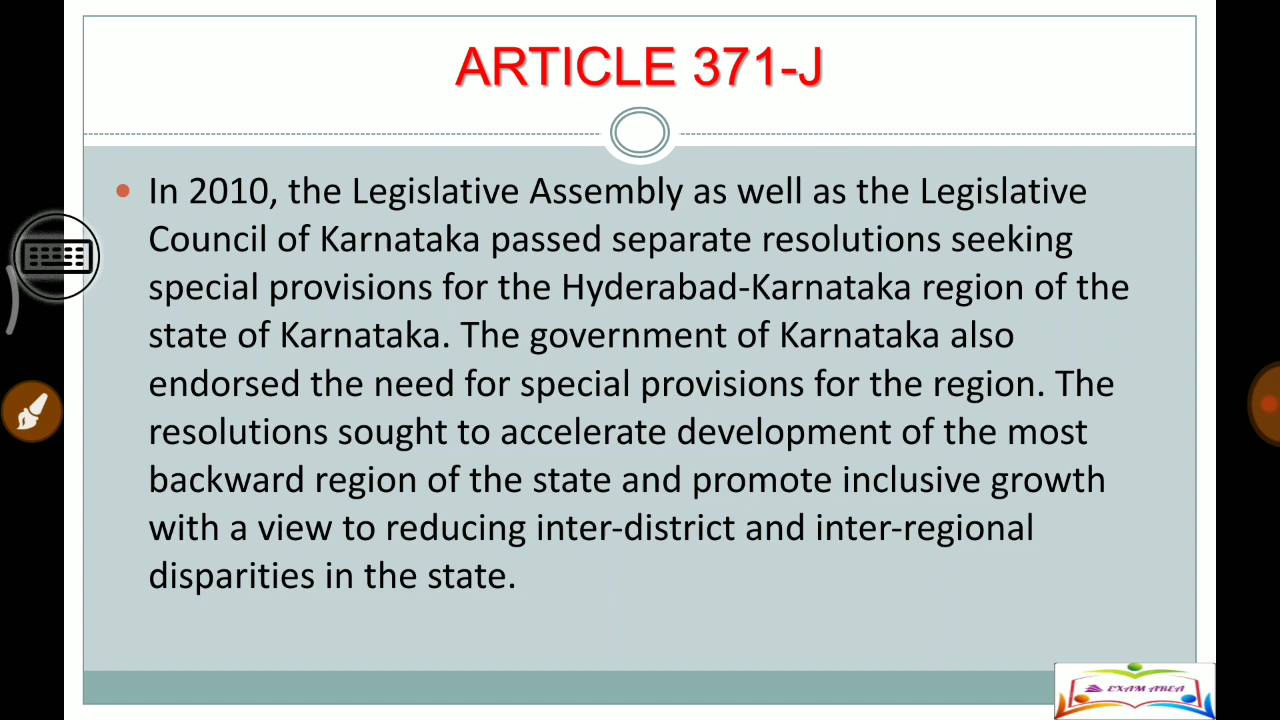 ARTICLE 371-J
In 2010, the Legislative Assembly as well as the Legislative
Council of Karnataka passed separate resolutions seeking
special provisions for the Hyderabad-Karnataka region of the
state of Karnataka. The government of Karnataka also
endorsed the need for special provisions for the region. The
resolutions sought to accelerate development of the most
backward region of the state and promote inclusive growth
with a view to reducing inter-district and inter-regional
disparities in the state.
EXAM AREA